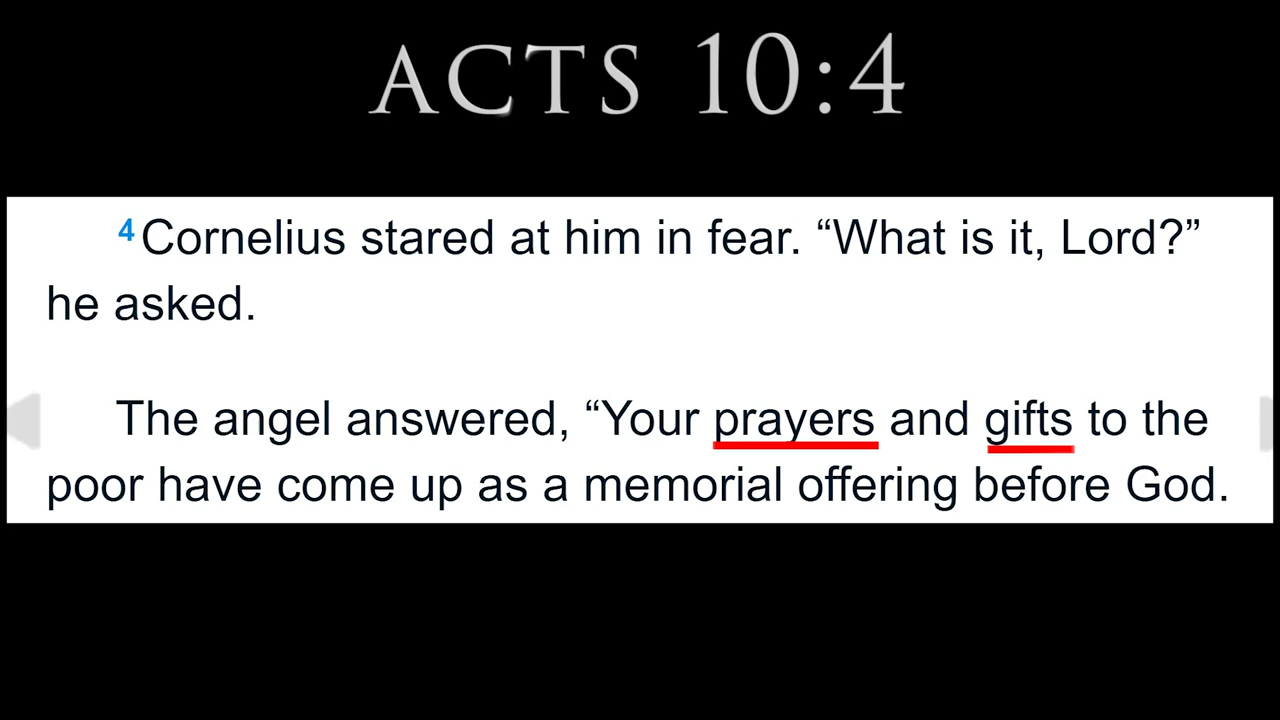 ACTS 10:4
4 Cornelius stared at him in fear. “What is it, Lord?”
he asked.
The angel answered, “Your prayers and gifts to the
poor have come up as a memorial offering before God.